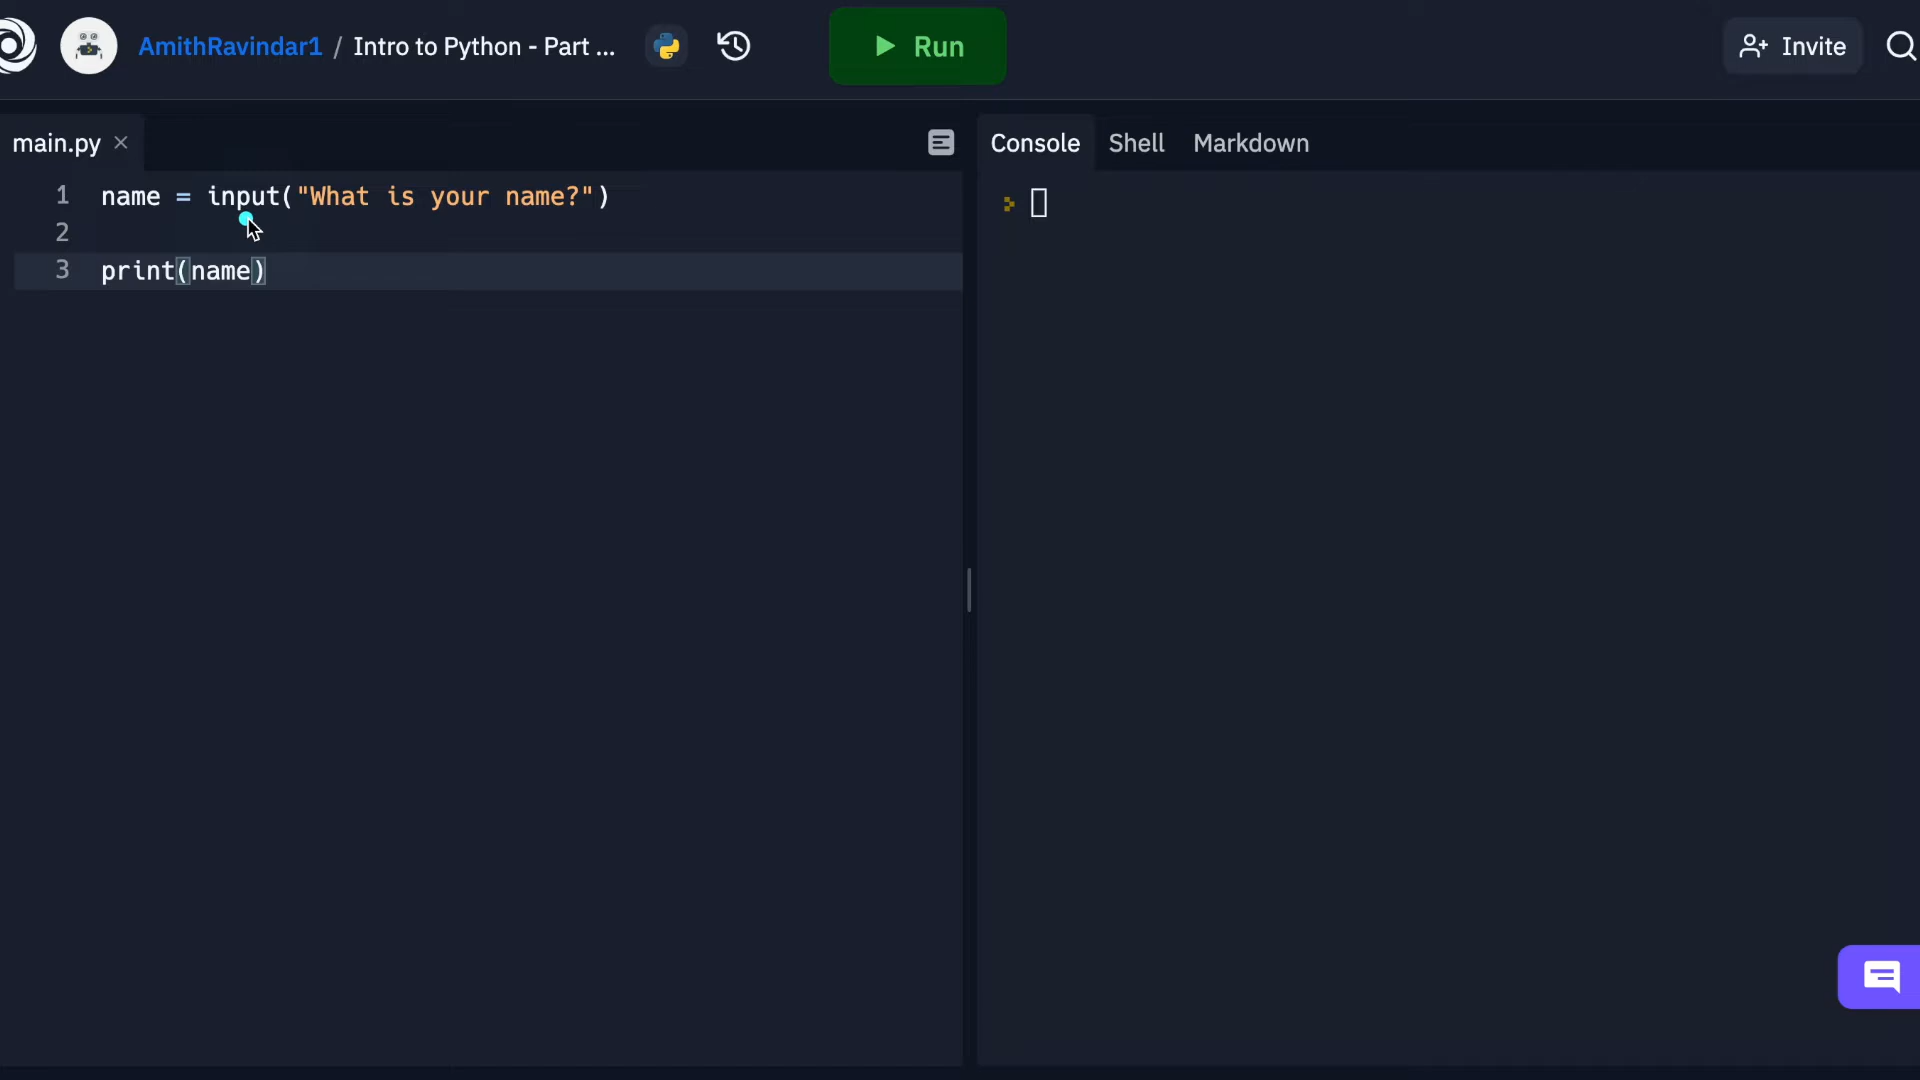 AmithRavindar1 / Intro to Python - Part ...
Run
Invite
main.py
Console Shell Markdown
1 name = input("What is your name?")
2
3 print(name)